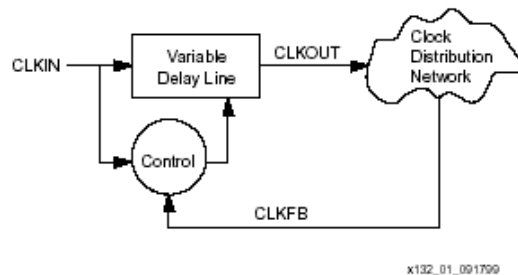 CLKIN
Variable
Delay Line
CLKOUT
Clock
Distribution
Network
Control
CLKFB
x132_01_091799